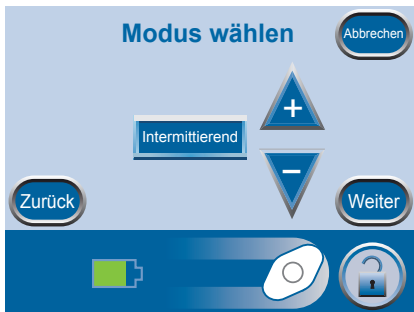 Modus wählen
Abbrechen
+
Intermittierend
−
Zurück
Weiter